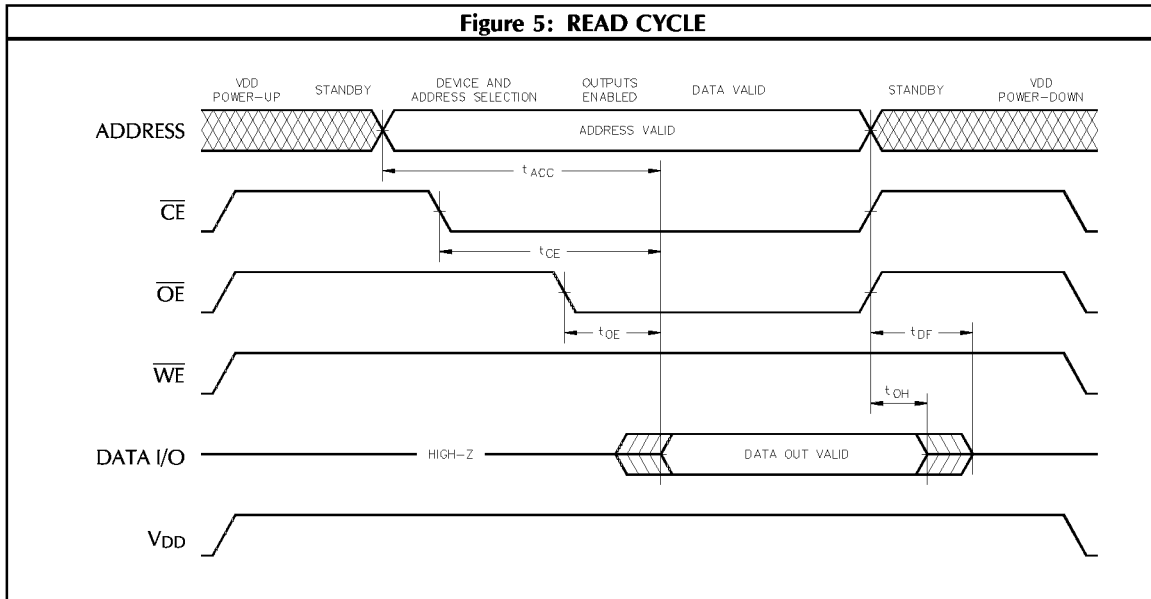 Figure 5: READ CYCLE
VDD POWER-UP
STANDBY
DEVICE AND ADDRESS SELECTION
OUTPUTS ENABLED
DATA VALID
STANDBY
VDD POWER-DOWN
ADDRESS
ADDRESS VALID
tACC
CE
tCE
OE
tOE
tDF
WE
tOH
DATA I/O
HIGH-Z
DATA OUT VALID
VDD